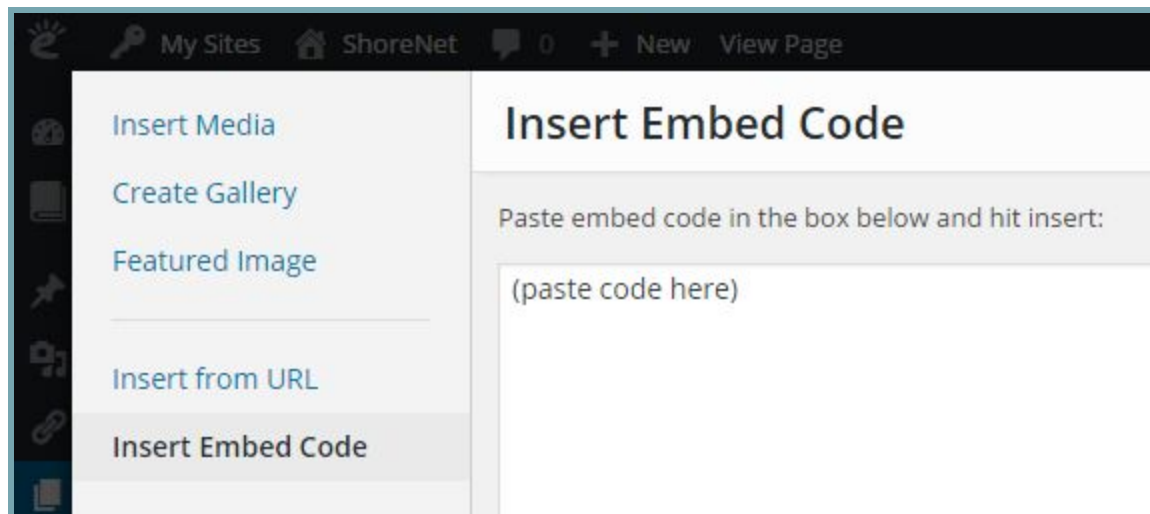 My Sites ShoreNet 0 + New View Page
Insert Media
Create Gallery
Featured Image
Insert from URL
Insert Embed Code
Insert Embed Code
Paste embed code in the box below and hit insert:
(paste code here)